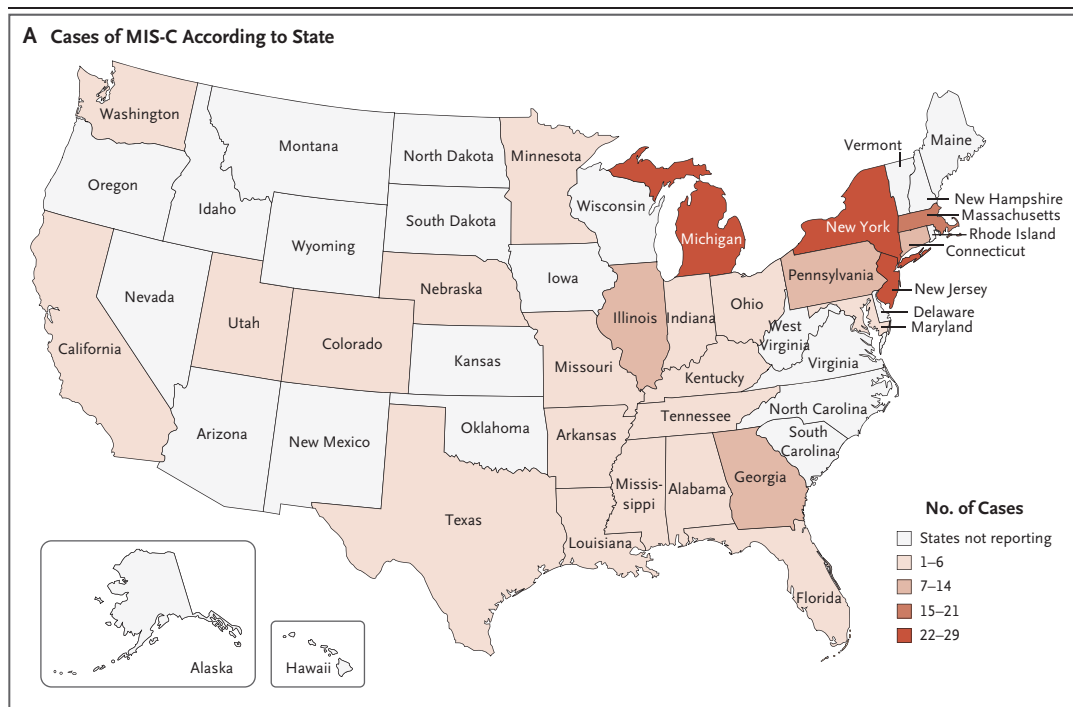 A Cases of MIS-C According to State
Washington
Montana
North Dakota
Minnesota
Vermont
Maine
Oregon
Idaho
South Dakota
Wisconsin
New Hampshire
Massachusetts
Rhode Island
Connecticut
Wyoming
Michigan
New York
Nevada
Nebraska
Iowa
Pennsylvania
New Jersey
Delaware
Maryland
California
Utah
Colorado
Kansas
Missouri
Illinois
Indiana
Ohio
West
Virginia
Virginia
Kentucky
Arizona
New Mexico
Oklahoma
Arkansas
Tennessee
North Carolina
South
Carolina
Texas
Louisiana
Missis-
sippi
Alabama
Georgia
Florida
Alaska
Hawaii
No. of Cases
States not reporting
1–6
7–14
15–21
22–29